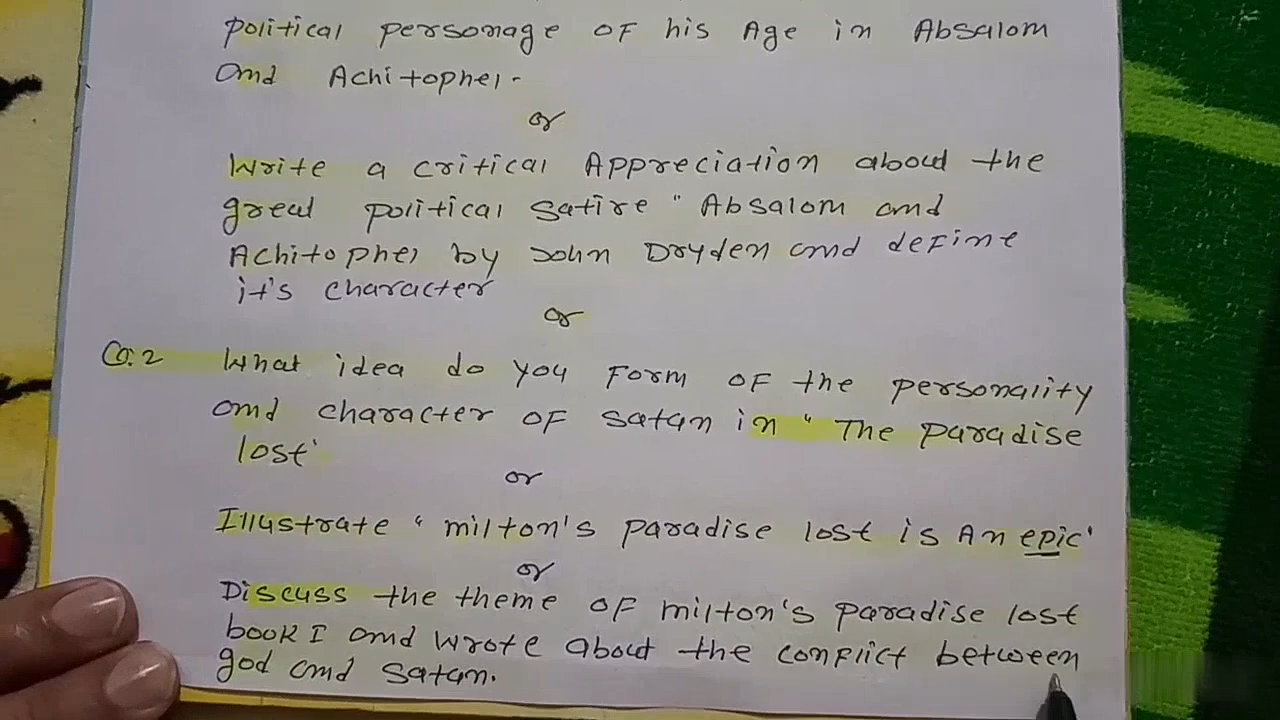 political personage of his Age in Absalom
and Achitophel.
or
Write a critical Appreciation about the
great political satire " Absalom and
Achitophel by John Dryden and define
it's character
or
Q.2 What idea do you form of the personality
and character of satan in " The paradise
lost'
or
Illustrate " milton's paradise lost is An epic'
or
Discuss the theme of milton's paradise lost
book I and wrote about the conflict between
god and satan.